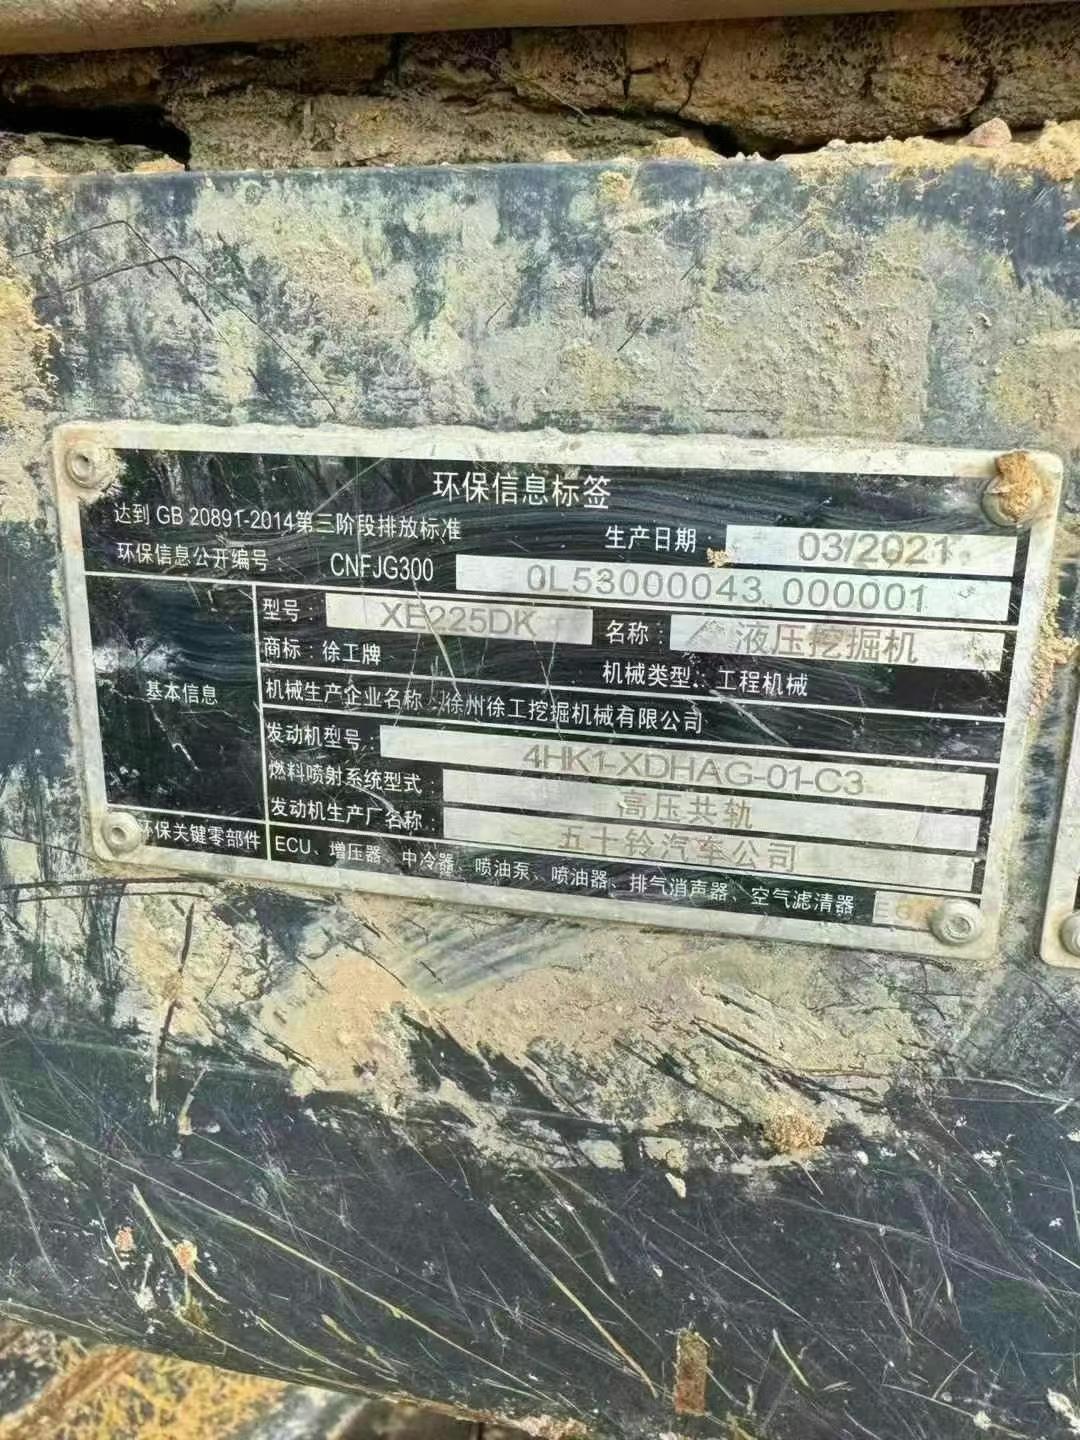 环保信息标签
达到 GB 20891-2014第三阶段排放标准
生产日期： 03/2021
环保信息公开编号： CNFJG300 0L53000043 000001
基本信息
型号： XE225DK 名称： 液压挖掘机
商标：徐工牌 机械类型：工程机械
机械生产企业名称：徐州徐工挖掘机械有限公司
发动机型号： 4HK1-XDHAG-01-C3
燃料喷射系统型式： 高压共轨
发动机生产厂名称： 五十铃汽车公司
环保关键零部件 ECU、增压器、中冷器、喷油泵、喷油器、排气消声器、空气滤清器